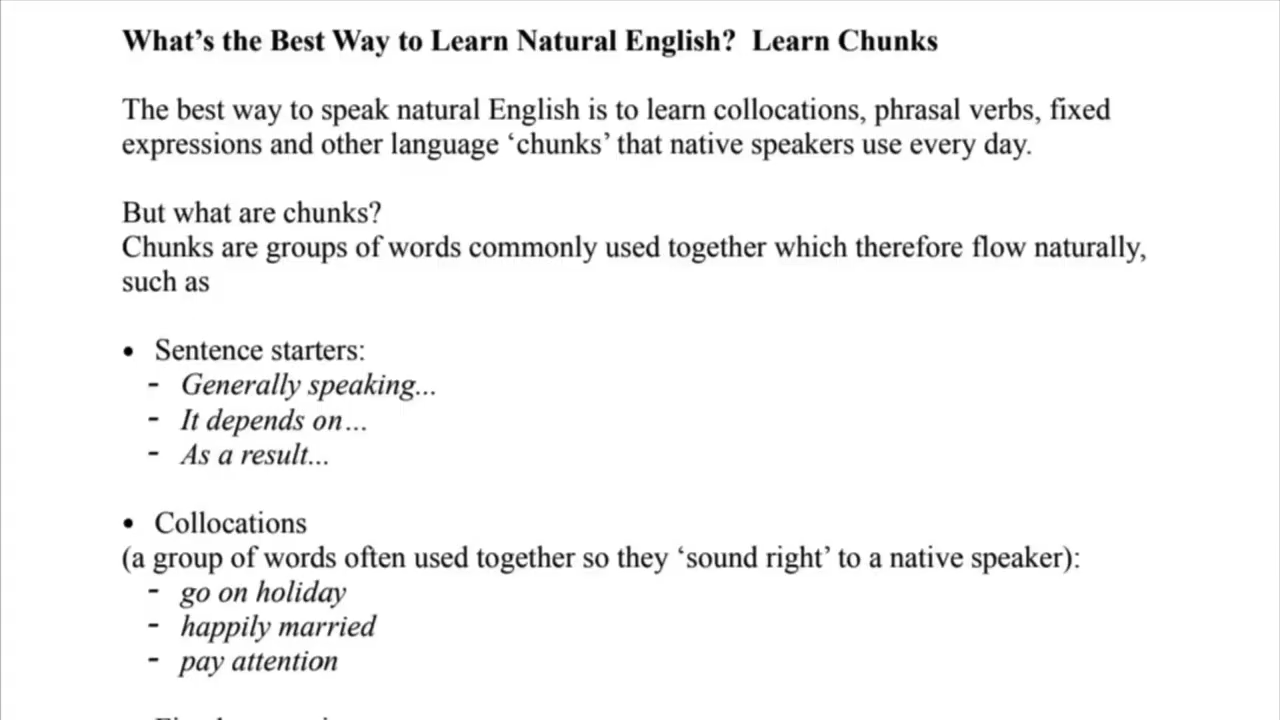 What's the Best Way to Learn Natural English?  Learn Chunks
The best way to speak natural English is to learn collocations, phrasal verbs, fixed
expressions and other language ‘chunks’ that native speakers use every day.
But what are chunks?
Chunks are groups of words commonly used together which therefore flow naturally,
such as
• Sentence starters:
- Generally speaking...
- It depends on...
- As a result...
• Collocations
(a group of words often used together so they ‘sound right’ to a native speaker):
- go on holiday
- happily married
- pay attention